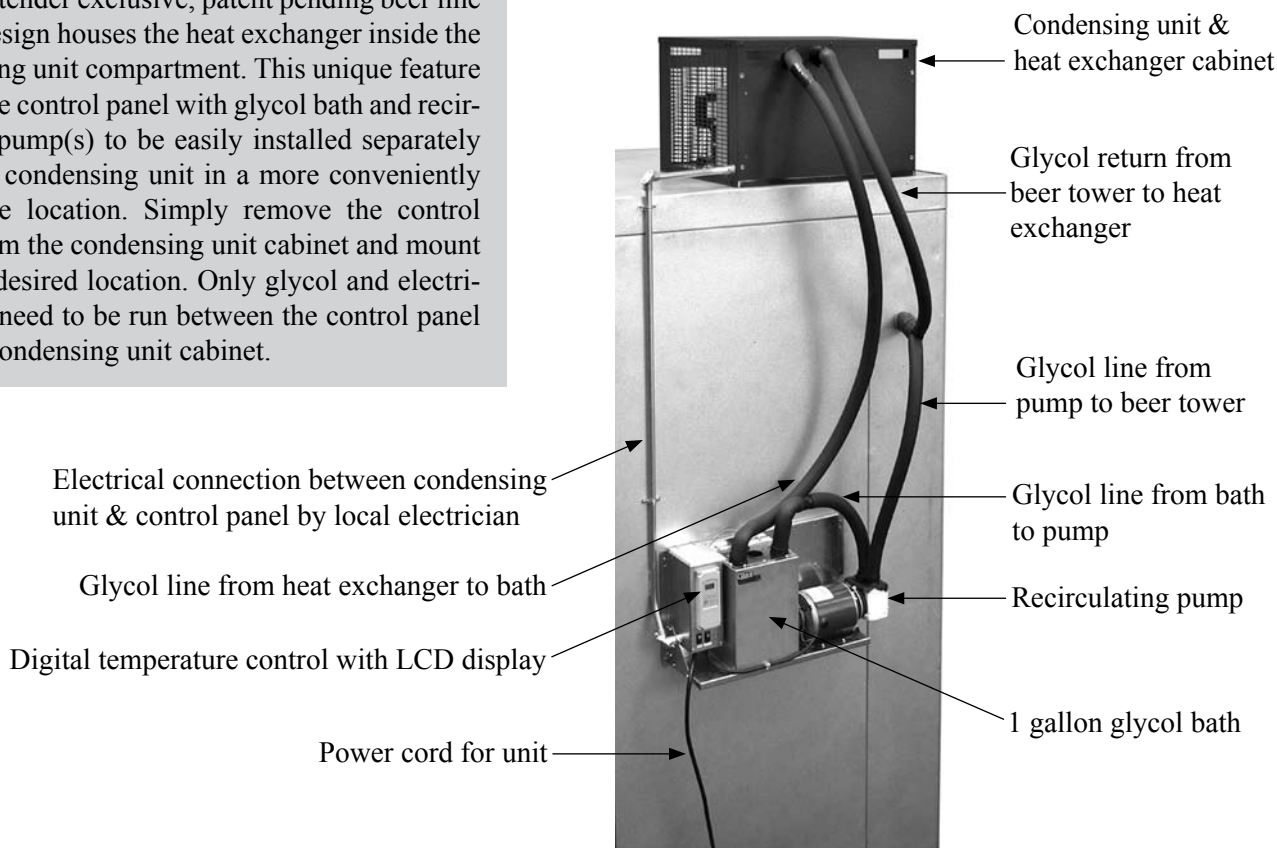 tender exclusive, patent pending beer line
esign houses the heat exchanger inside the
ng unit compartment. This unique feature
e control panel with glycol bath and recir-
pump(s) to be easily installed separately
condensing unit in a more conveniently
e location. Simply remove the control
m the condensing unit cabinet and mount
desired location. Only glycol and electri-
need to be run between the control panel
ondensing unit cabinet.
Condensing unit &
heat exchanger cabinet
Glycol return from
beer tower to heat
exchanger
Glycol line from
pump to beer tower
Electrical connection between condensing
unit & control panel by local electrician
Glycol line from bath
to pump
Glycol line from heat exchanger to bath
Recirculating pump
Digital temperature control with LCD display
1 gallon glycol bath
Power cord for unit